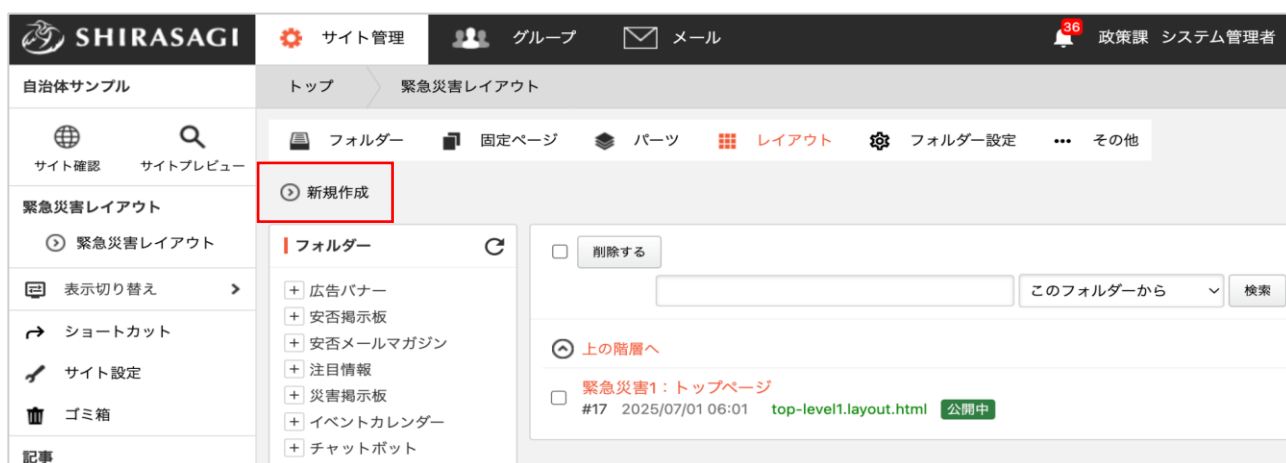 SHIRASAGI サイト管理 グループ メール 36 政策課 システム管理者
自治体サンプル トップ 緊急災害レイアウト
フォルダー 固定ページ パーツ レイアウト フォルダー設定 ••• その他
サイト確認 サイトプレビュー
新規作成
緊急災害レイアウト
緊急災害レイアウト
表示切り替え
ショートカット
サイト設定
ゴミ箱
記事
フォルダー
広告バナー
安否掲示板
安否メールマガジン
注目情報
災害掲示板
イベントカレンダー
チャットボット
削除する
このフォルダーから 検索
上の階層へ
緊急災害1：トップページ
#17 2025/07/01 06:01 top-level1.layout.html 公開中